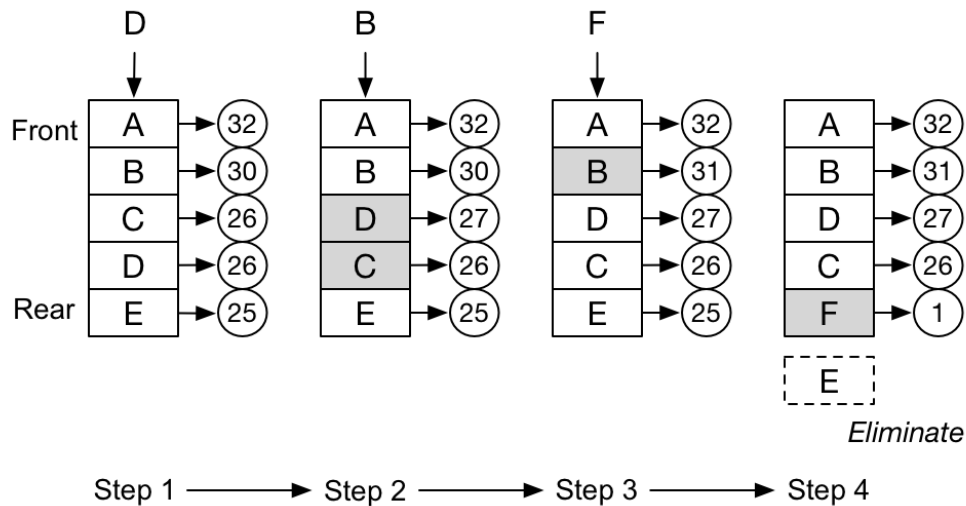 D B F
Front A 32 A 32 A 32 A 32
B 30 B 30 B 31 B 31
C 26 D 27 D 27 D 27
D 26 C 26 C 26 C 26
Rear E 25 E 25 E 25 F 1
E
Eliminate
Step 1 Step 2 Step 3 Step 4